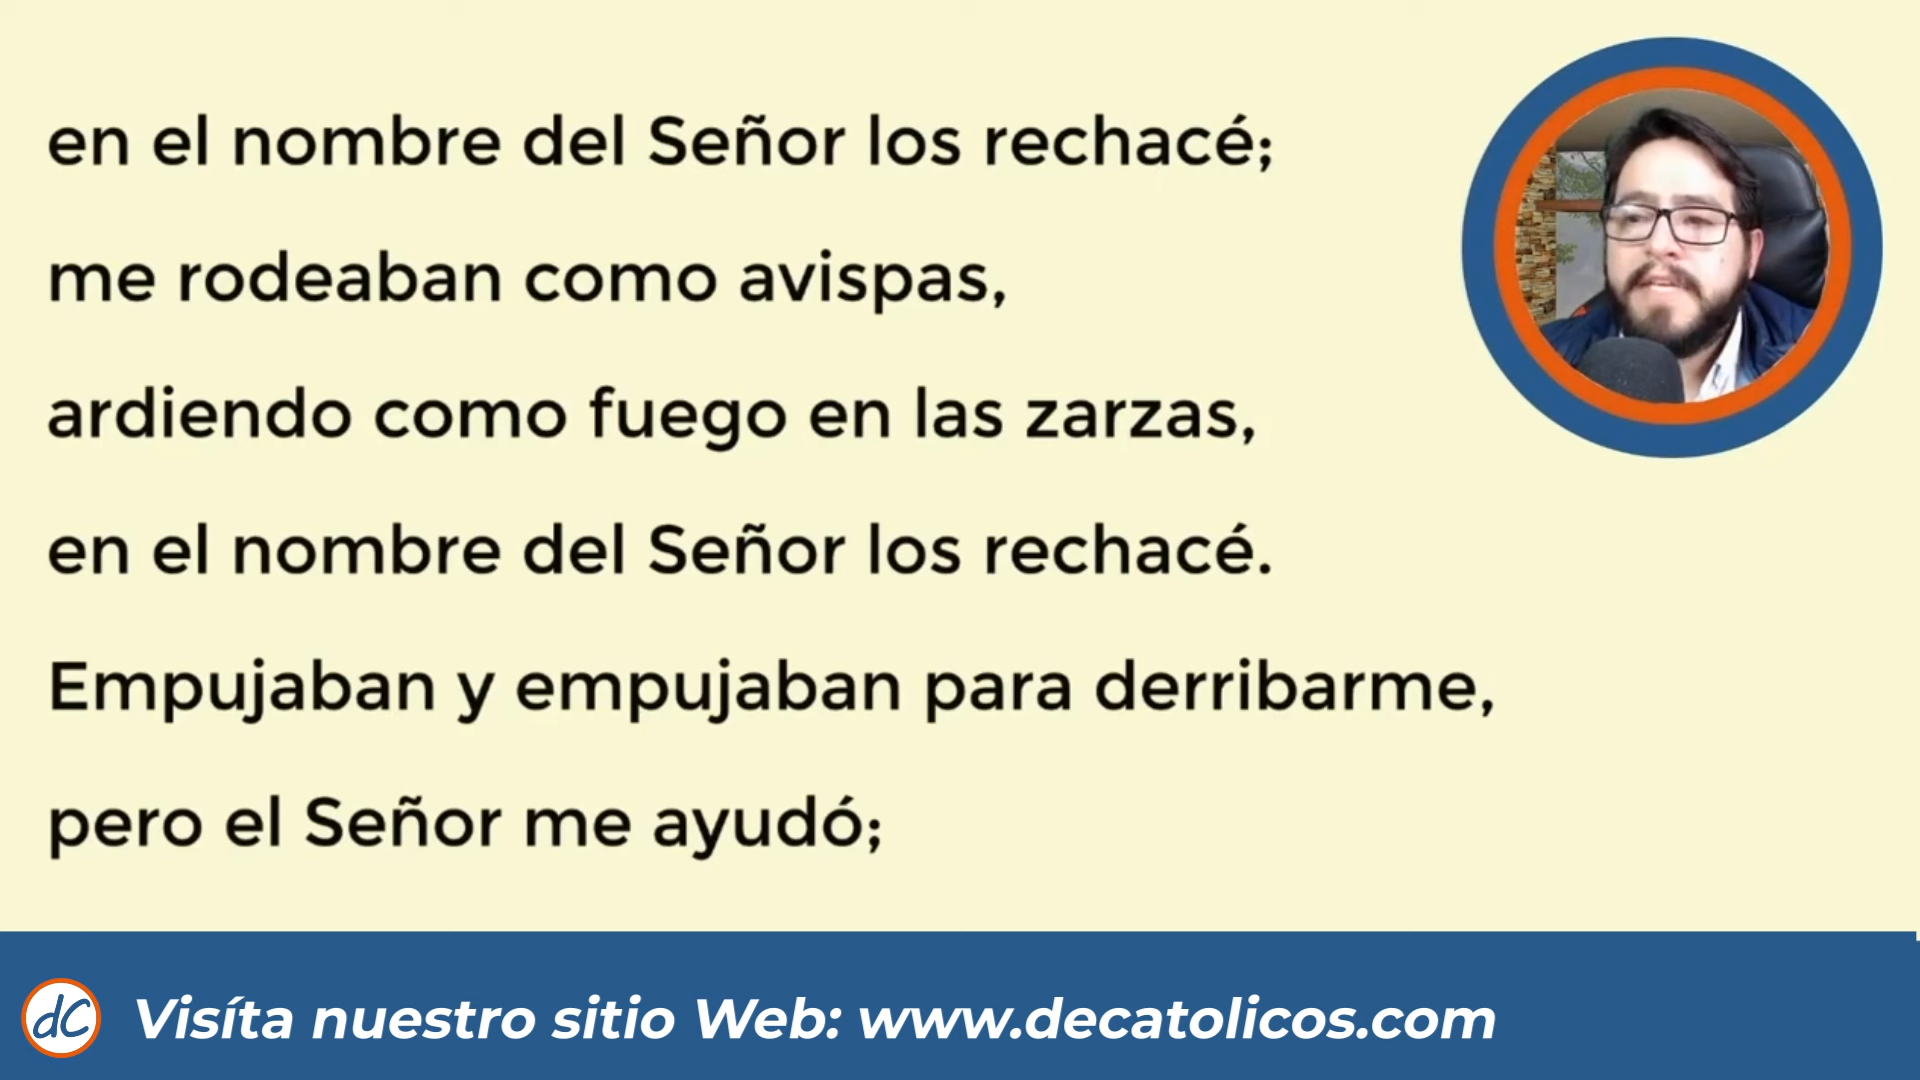 en el nombre del Señor los rechacé;
me rodeaban como avispas,
ardiendo como fuego en las zarzas,
en el nombre del Señor los rechacé.
Empujaban y empujaban para derribarme,
pero el Señor me ayudó;
dC Visíta nuestro sitio Web: www.decatolicos.com